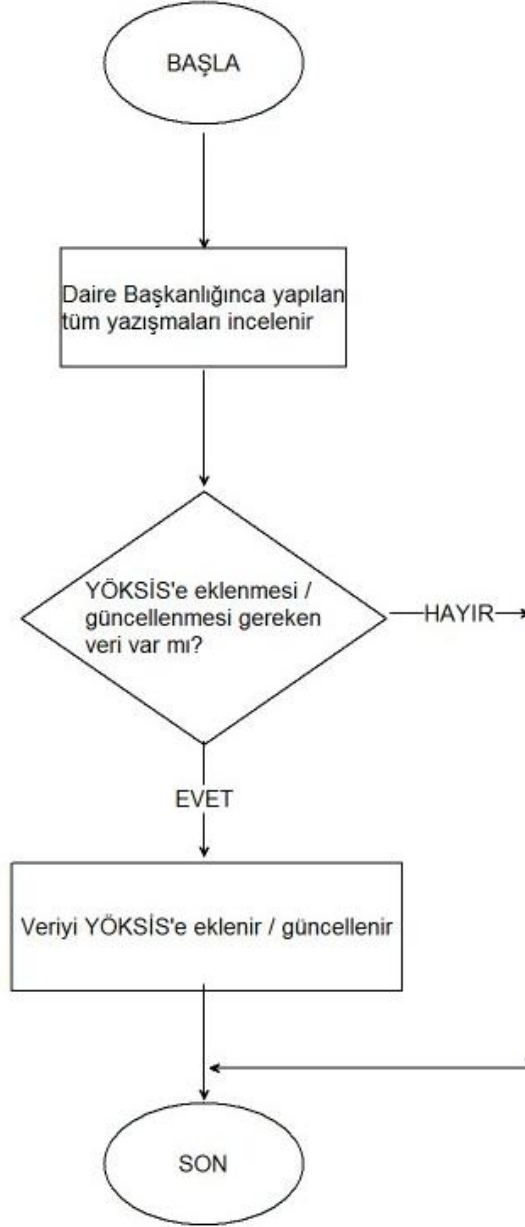 BAŞLA
Daire Başkanlığınca yapılan
tüm yazışmaları incelenir
YÖKSİS'e eklenmesi /
güncellenmesi gereken
veri var mı?
HAYIR
EVET
Veriyi YÖKSİS'e eklenir / güncellenir
SON